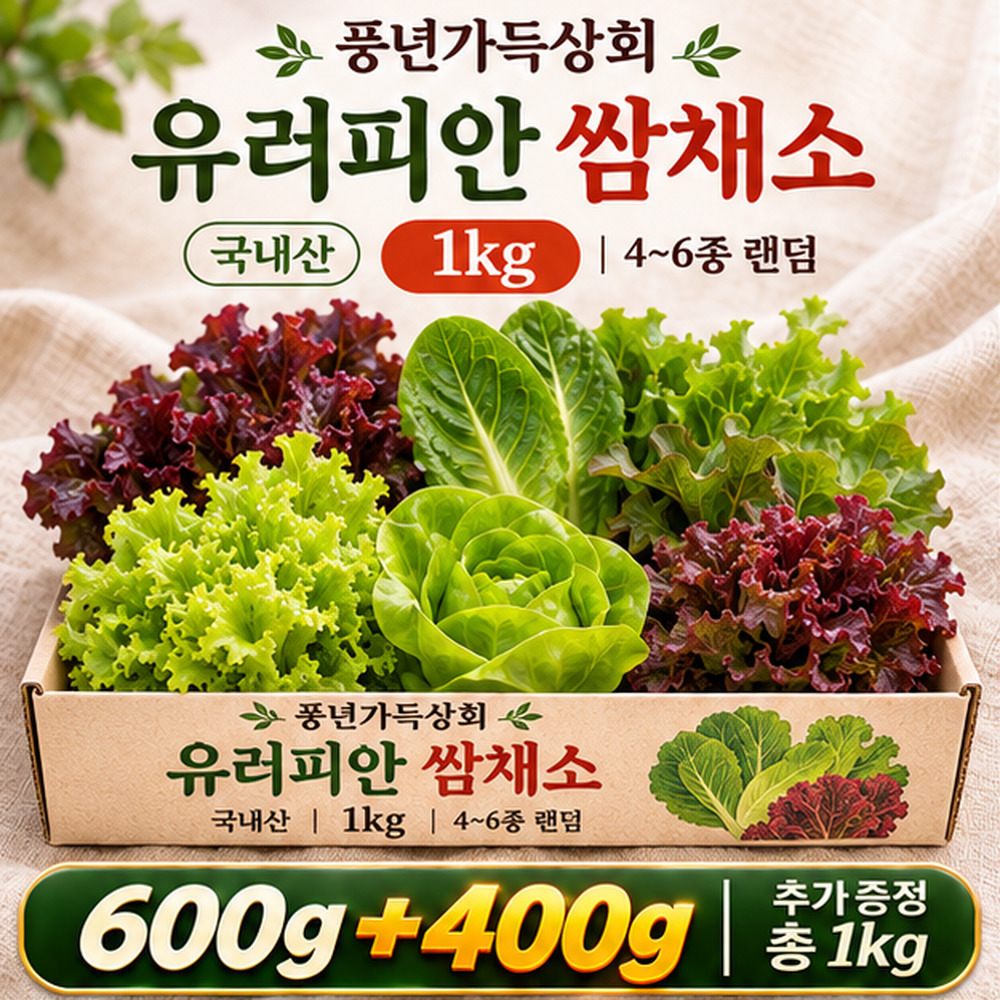 풍년가득상회
유러피안 쌈채소
국내산 1kg | 4~6종 랜덤
풍년가득상회
유러피안 쌈채소
국내산 | 1kg | 4~6종 랜덤
600g+400g | 추가 증정
총 1kg